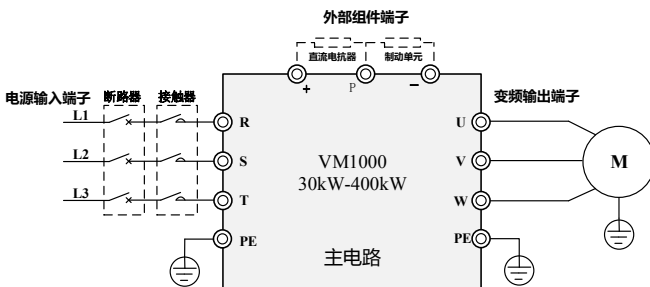 外部组件端子
直流电抗器 制动单元
+ P −
电源输入端子 断路器 接触器 变频输出端子
L1 R U
L2 S V
L3 T W
VM1000
30kW-400kW
M
PE PE
主电路